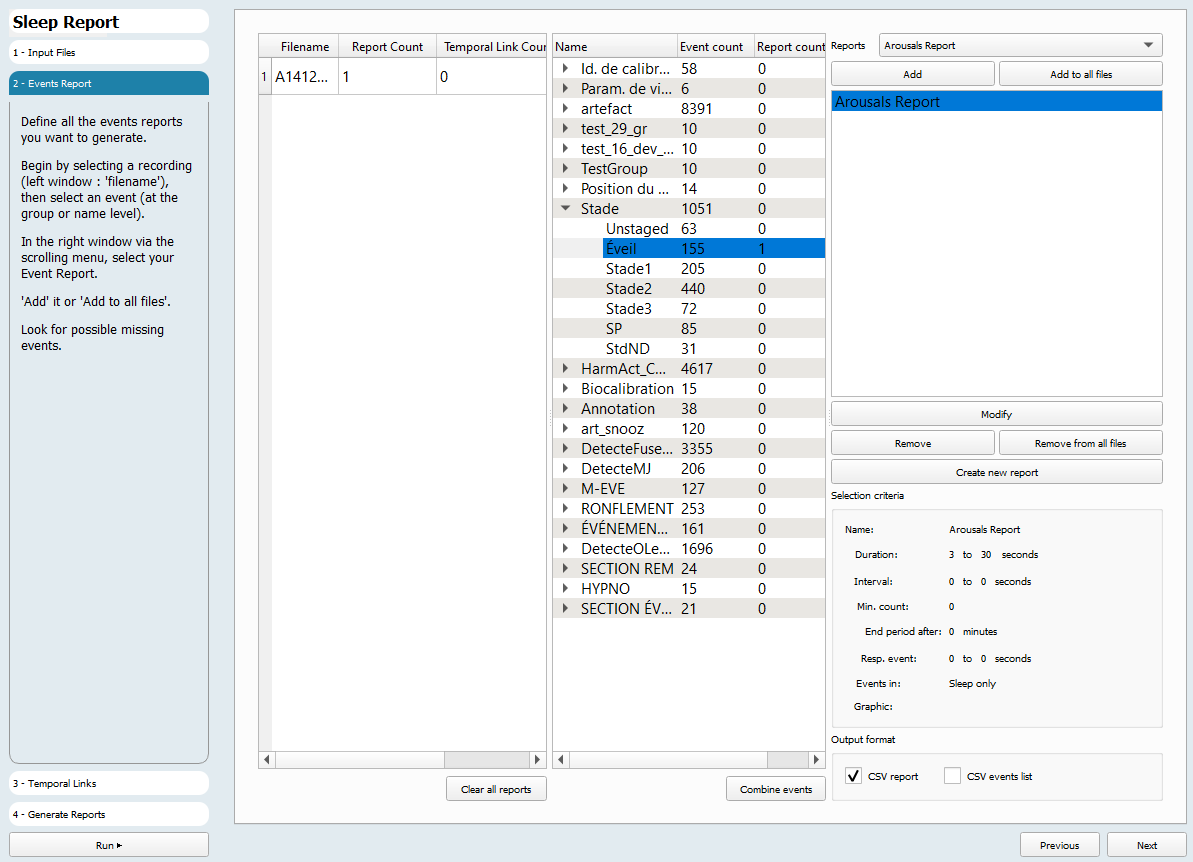 Sleep Report
1 - Input Files
2 - Events Report
Define all the events reports
you want to generate.
Begin by selecting a recording
(left window : 'filename'),
then select an event (at the
group or name level).
In the right window via the
scrolling menu, select your
Event Report.
'Add' it or 'Add to all files'.
Look for possible missing
events.
3 - Temporal Links
4 - Generate Reports
Run
Filename Report Count Temporal Link Cour
1 A1412... 1 0
Clear all reports
Name Event count Report count
Id. de calibr... 58 0
Param. de vi... 6 0
artefact 8391 0
test_29_gr 10 0
test_16_dev_... 10 0
TestGroup 10 0
Position du ... 14 0
Stade 1051 0
Unstaged 63 0
Éveil 155 1
Stade1 205 0
Stade2 440 0
Stade3 72 0
SP 85 0
StdND 31 0
HarmAct_C... 4617 0
Biocalibration 15 0
Annotation 38 0
art_snooz 120 0
DetecteFuse... 3355 0
DetecteMJ 206 0
M-EVE 127 0
RONFLEMENT 253 0
ÉVÉNEMEN... 161 0
DetecteOLe... 1696 0
SECTION REM 24 0
HYPNO 15 0
SECTION ÉV... 21 0
Combine events
Reports Arousals Report
Add Add to all files
Arousals Report
Modify
Remove Remove from all files
Create new report
Selection criteria
Name: Arousals Report
Duration: 3 to 30 seconds
Interval: 0 to 0 seconds
Min. count: 0
End period after: 0 minutes
Resp. event: 0 to 0 seconds
Events in: Sleep only
Graphic:
Output format
CSV report CSV events list
Previous Next